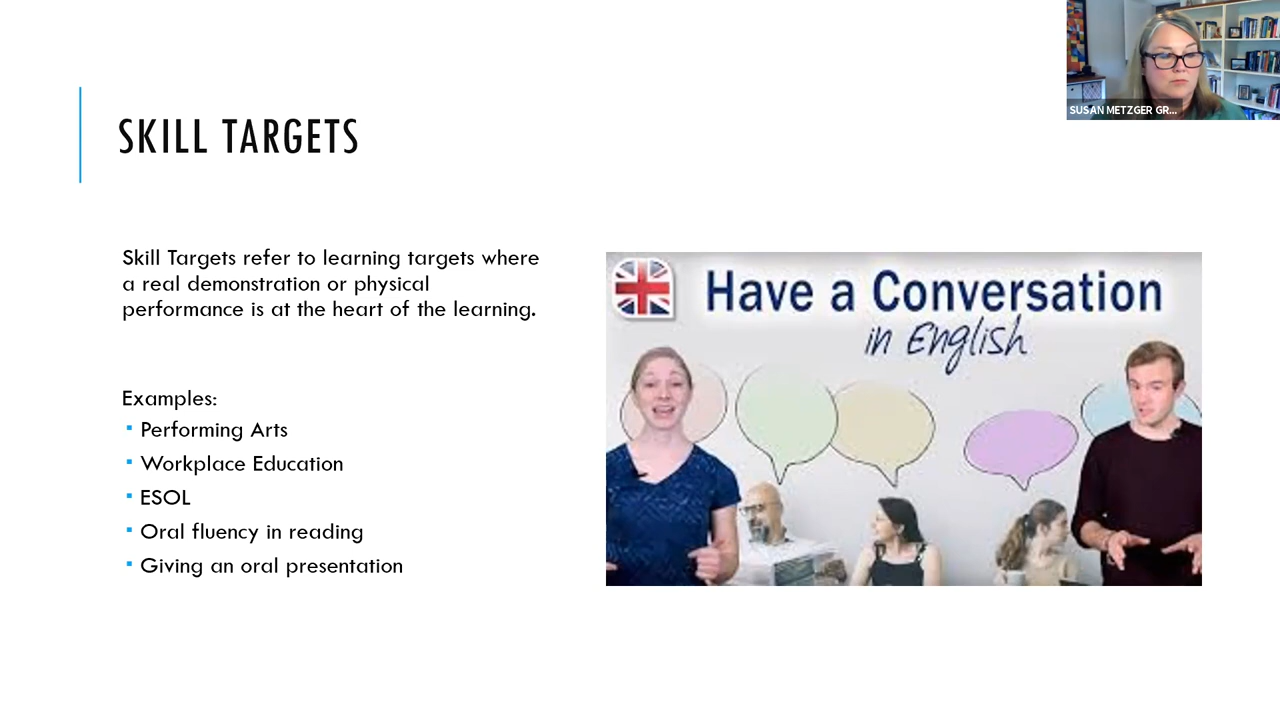 SUSAN METZGER GR...
SKILL TARGETS
Skill Targets refer to learning targets where
a real demonstration or physical
performance is at the heart of the learning.
Examples:
▪ Performing Arts
▪ Workplace Education
▪ ESOL
▪ Oral fluency in reading
▪ Giving an oral presentation
Have a Conversation
in English